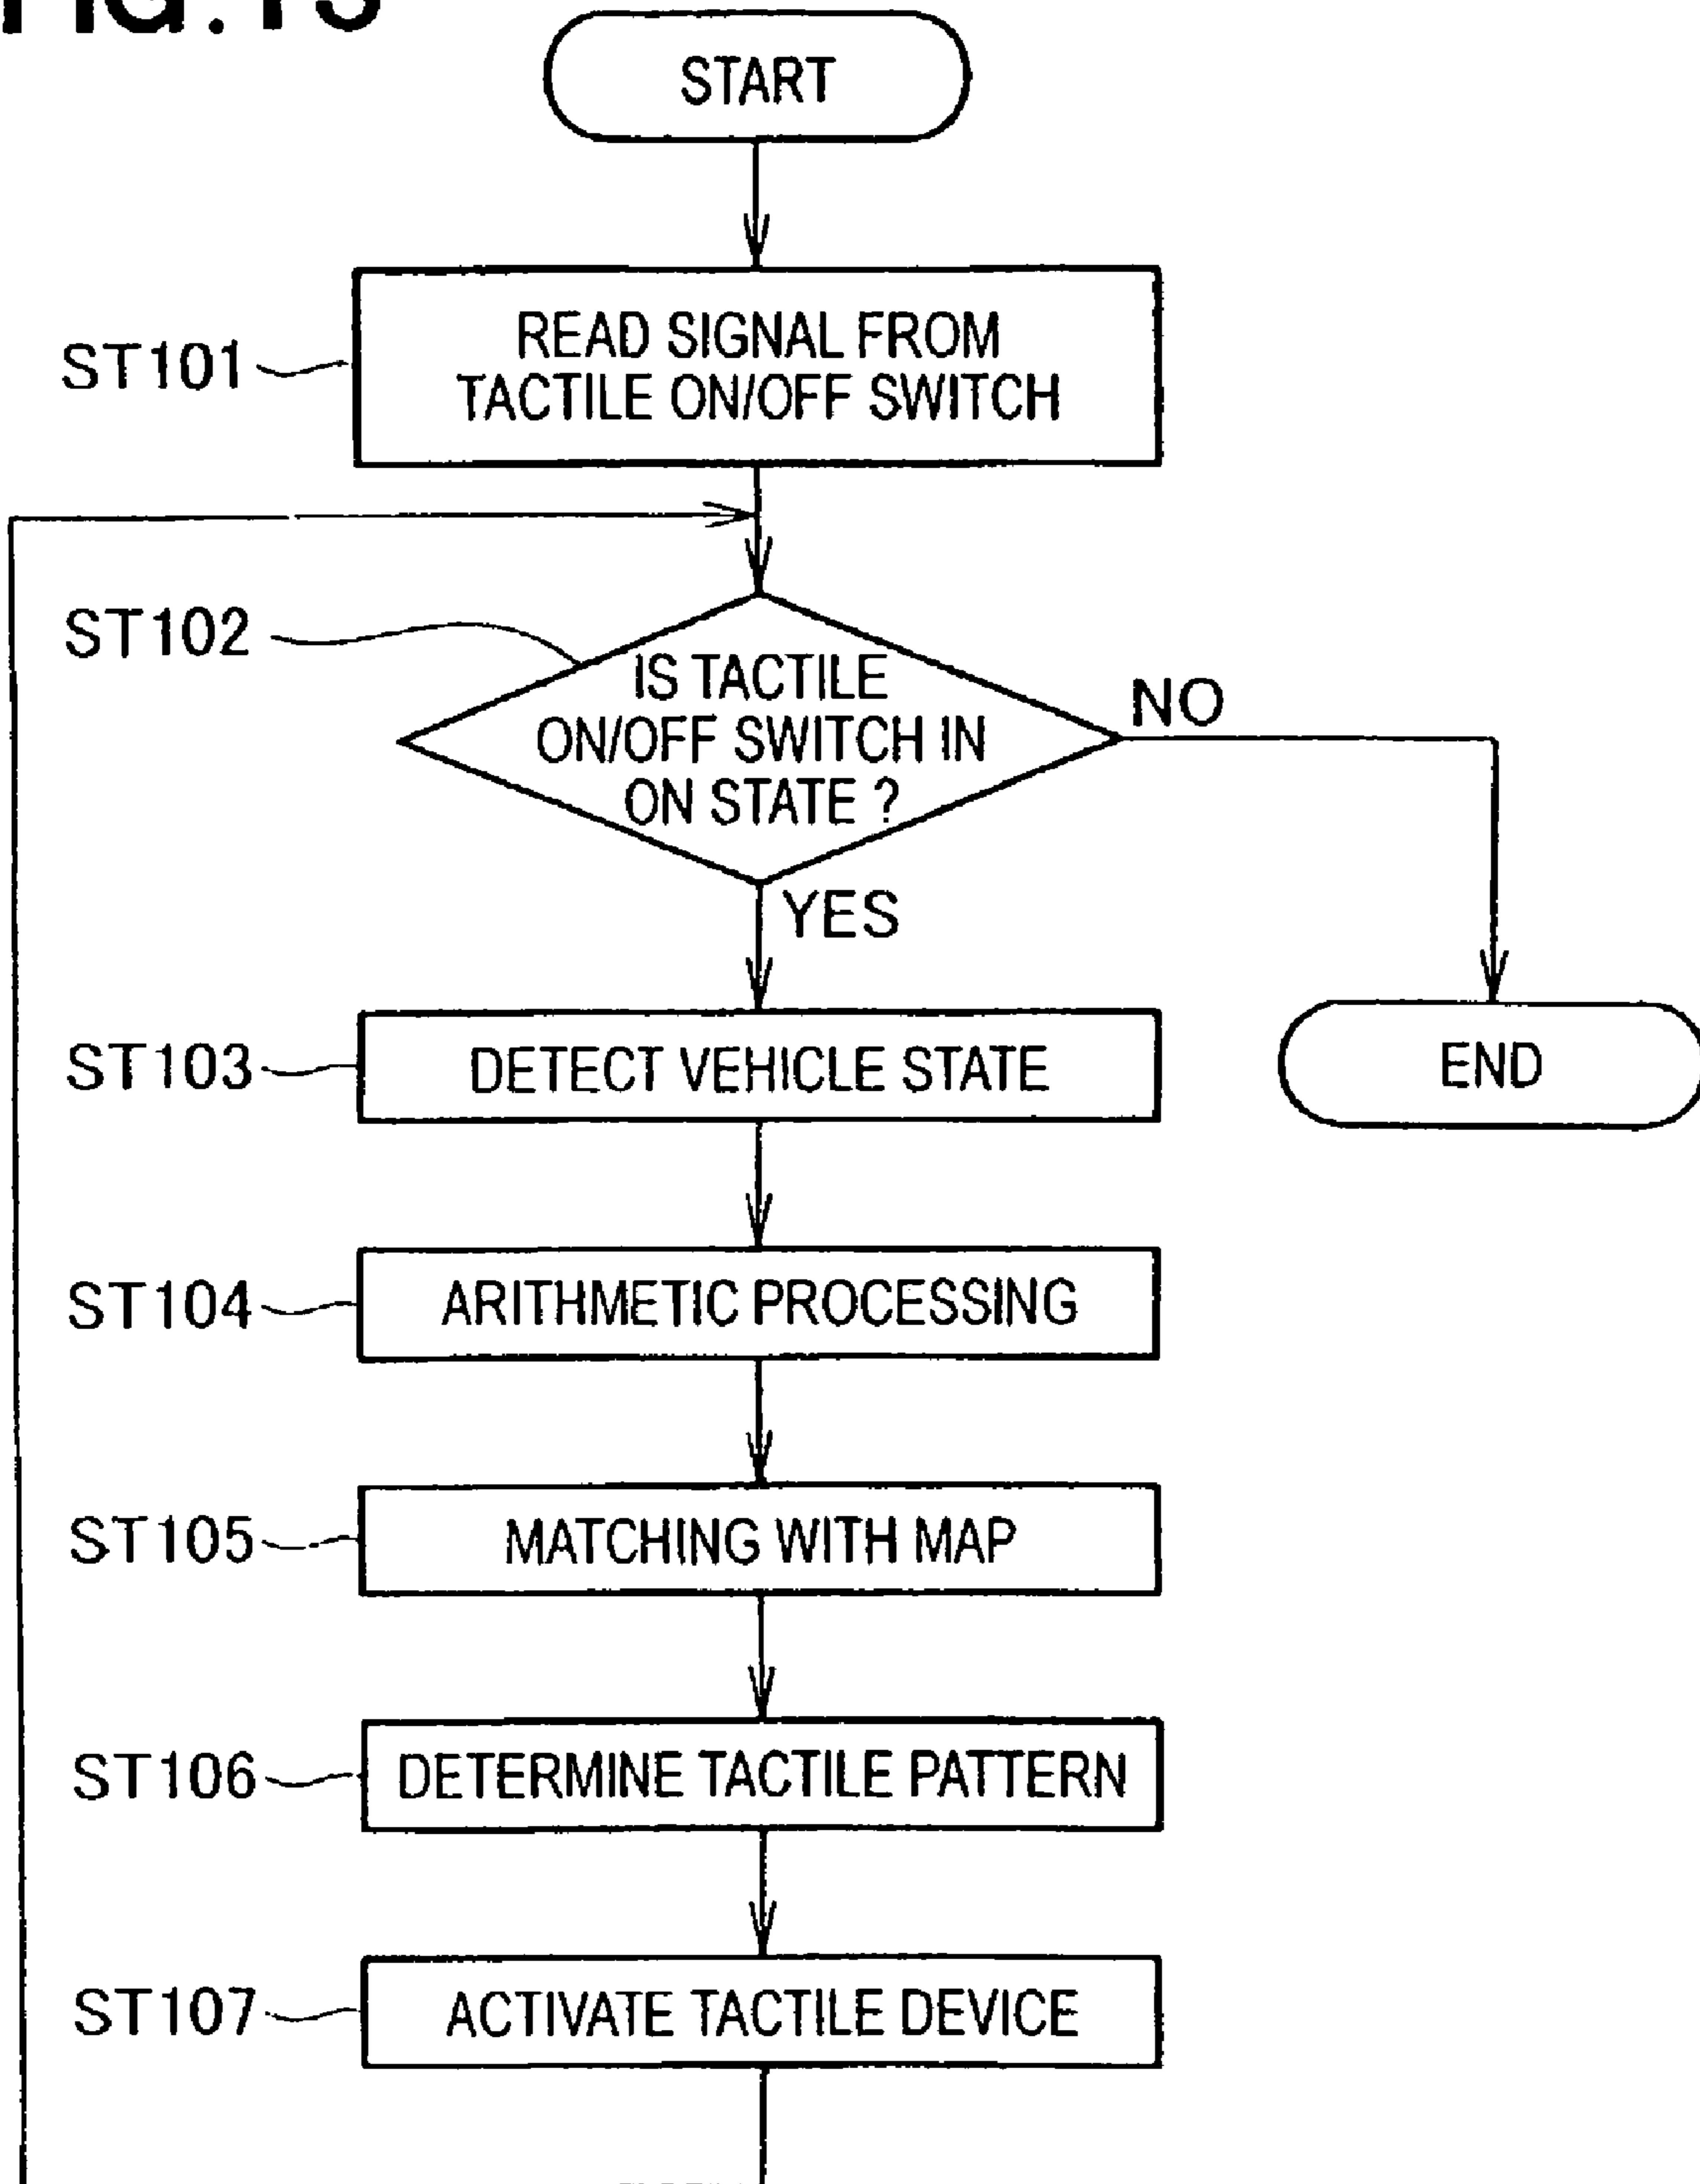 FIG.13
START
ST101
READ SIGNAL FROM
TACTILE ON/OFF SWITCH
ST102
IS TACTILE
ON/OFF SWITCH IN
ON STATE ?
NO
YES
ST103
DETECT VEHICLE STATE
END
ST104
ARITHMETIC PROCESSING
ST105
MATCHING WITH MAP
ST106
DETERMINE TACTILE PATTERN
ST107
ACTIVATE TACTILE DEVICE